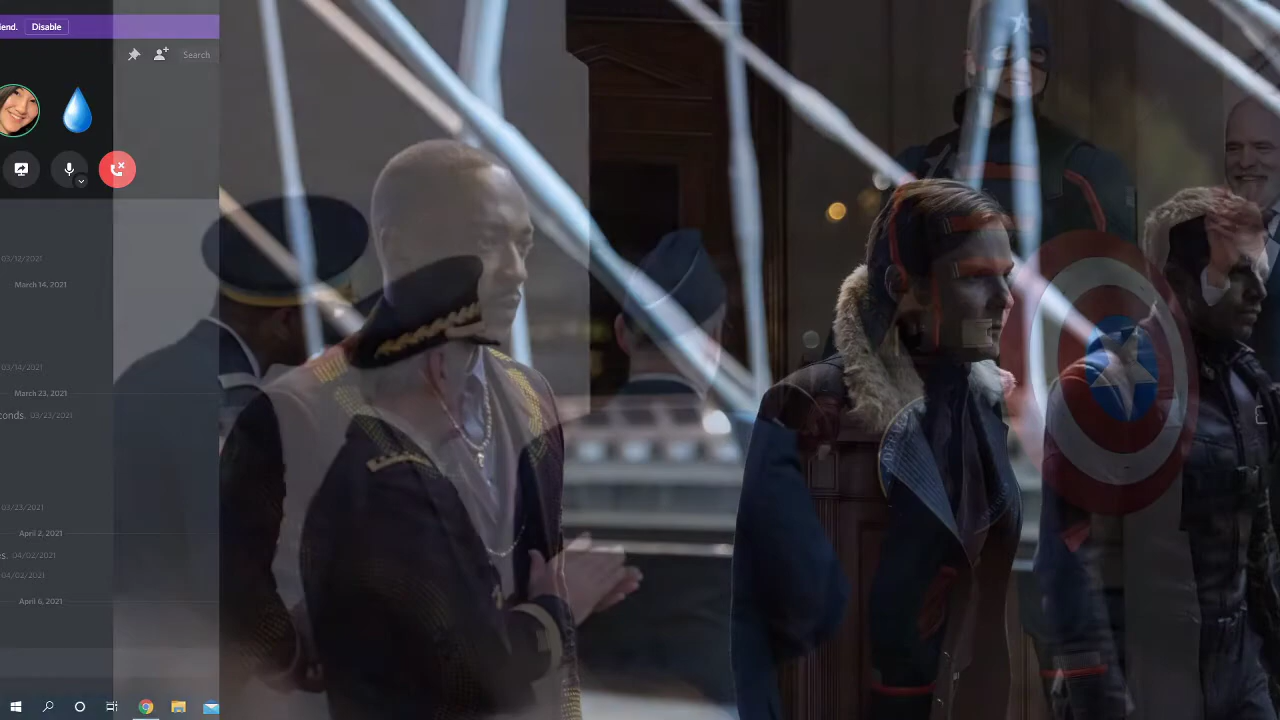 iend.
Disable
Search
03/12/2021
March 14, 2021
03/14/2021
March 23, 2021
conds. 03/23/2021
03/23/2021
April 2, 2021
s. 04/02/2021
04/02/2021
April 6, 2021